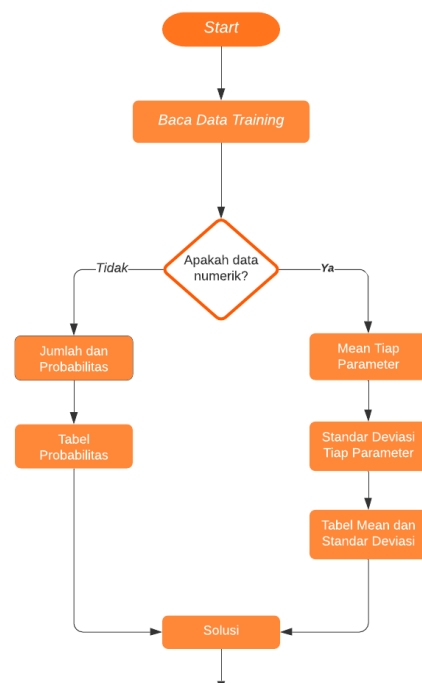 Start
Baca Data Training
Apakah data
numerik?
Tidak
Ya
Jumlah dan
Probabilitas
Mean Tiap
Parameter
Tabel
Probabilitas
Standar Deviasi
Tiap Parameter
Tabel Mean dan
Standar Deviasi
Solusi